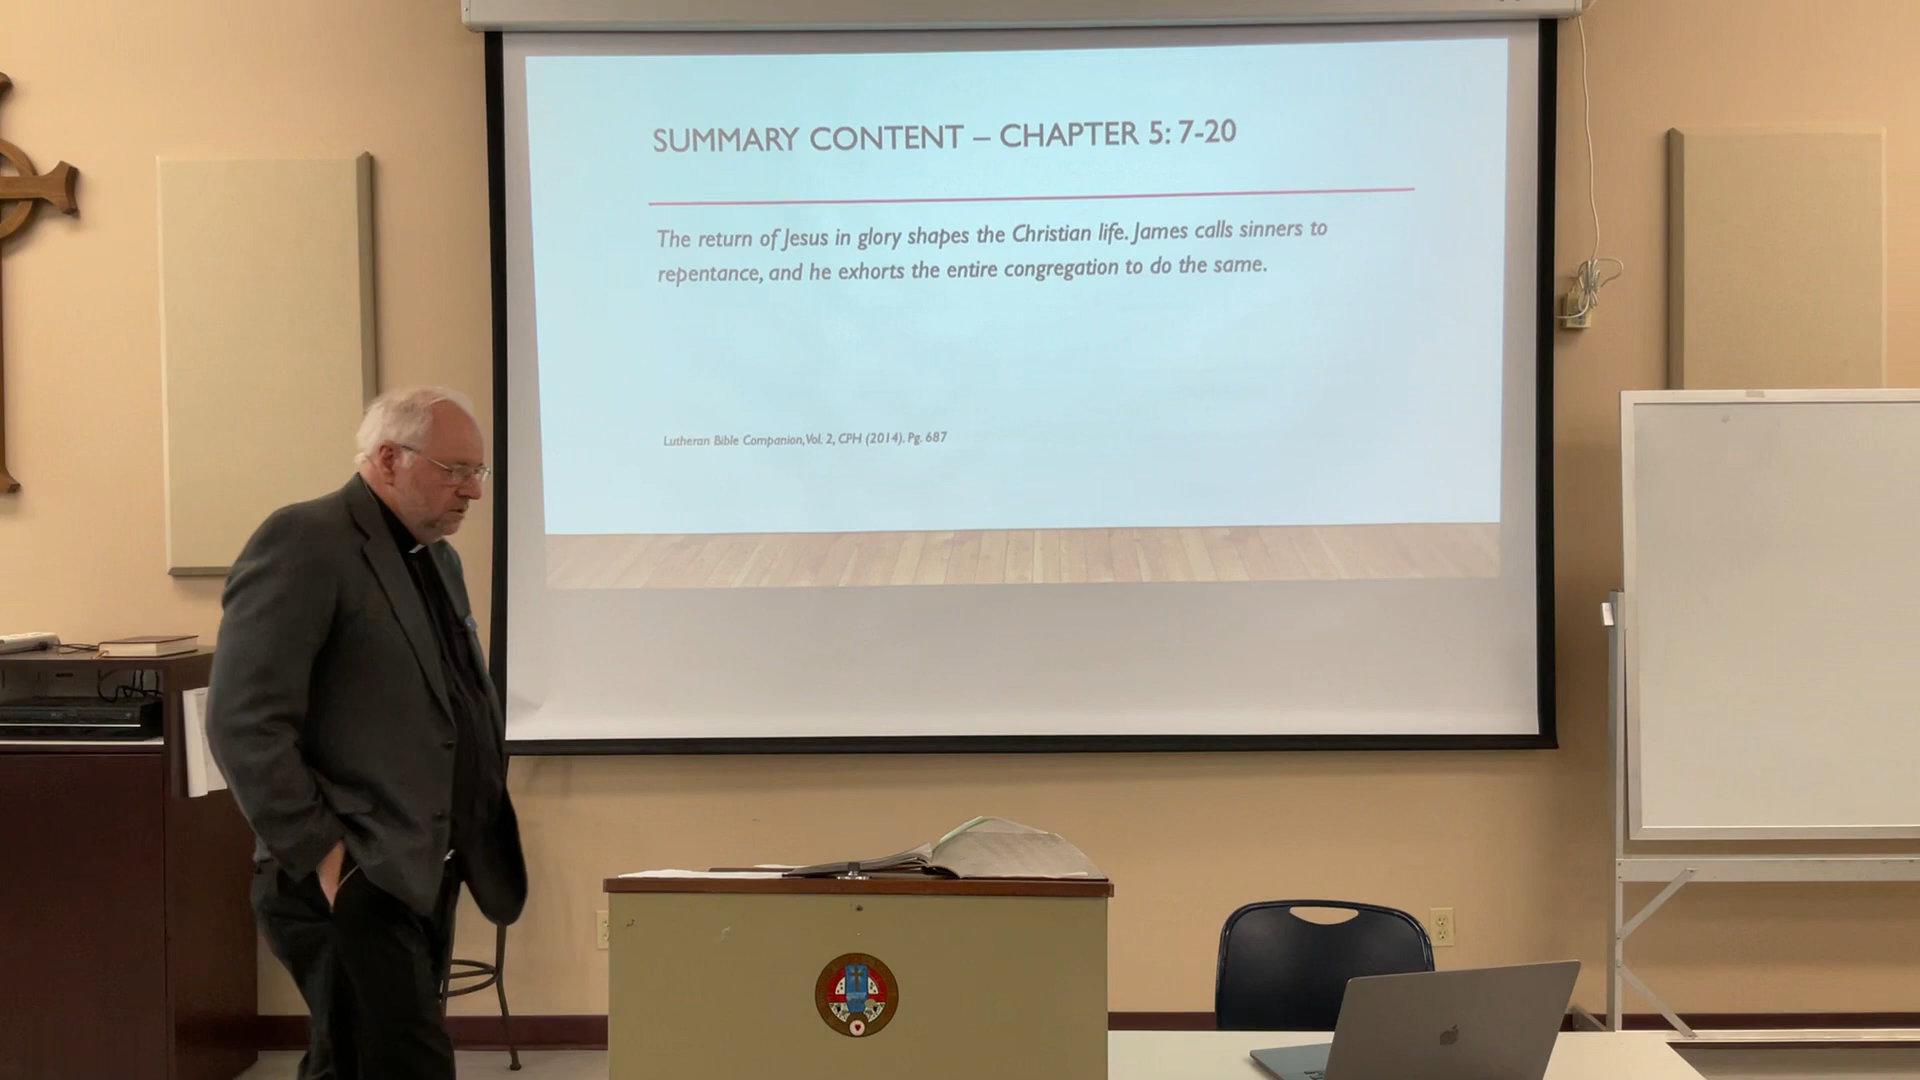 SUMMARY CONTENT – CHAPTER 5: 7-20
The return of Jesus in glory shapes the Christian life. James calls sinners to
repentance, and he exhorts the entire congregation to do the same.
Lutheran Bible Companion, Vol. 2, CPH (2014). Pg. 687